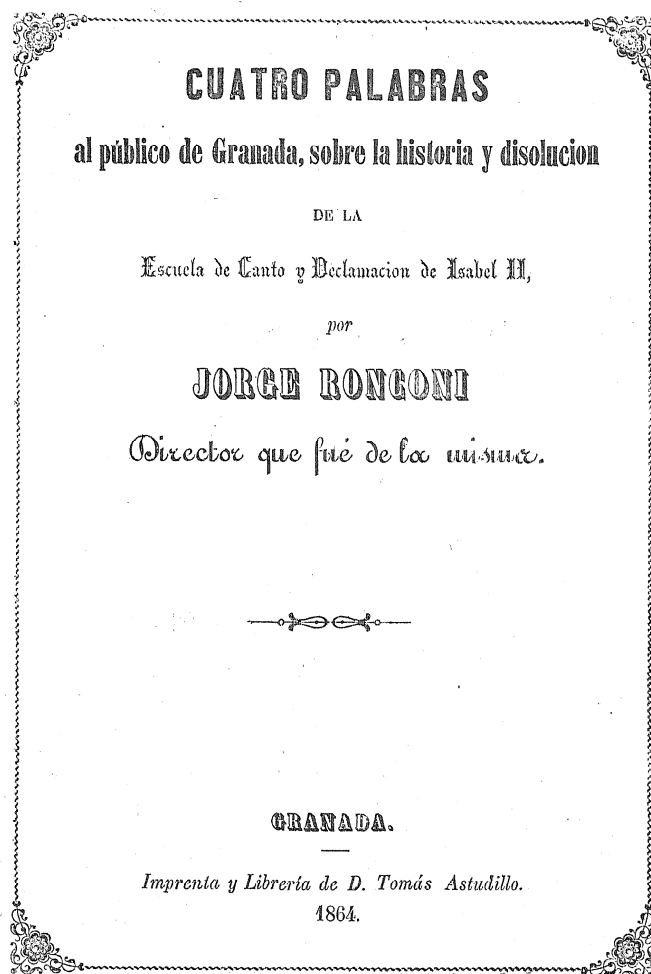 CUATRO PALABRAS
al público de Granada, sobre la historia y disolucion
DE LA
Escuela de Canto y Declamacion de Isabel II,
por
JORGE RONCONI
Director que fué de la misma.
GRANADA.
Imprenta y Librería de D. Tomás Astudillo.
1864.